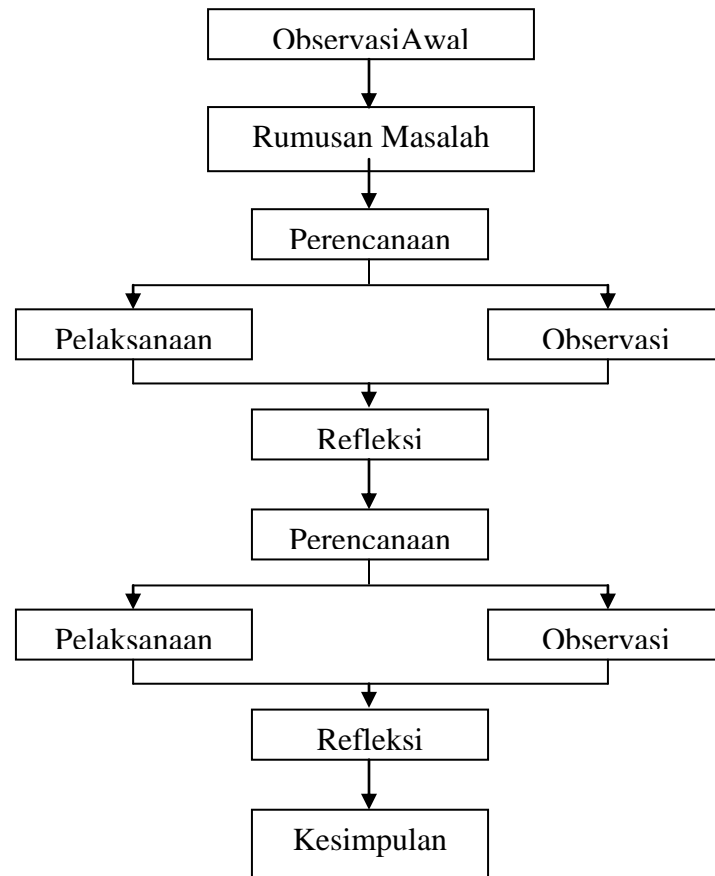 ObservasiAwal
Rumusan Masalah
Perencanaan
Pelaksanaan
Observasi
Refleksi
Perencanaan
Pelaksanaan
Observasi
Refleksi
Kesimpulan